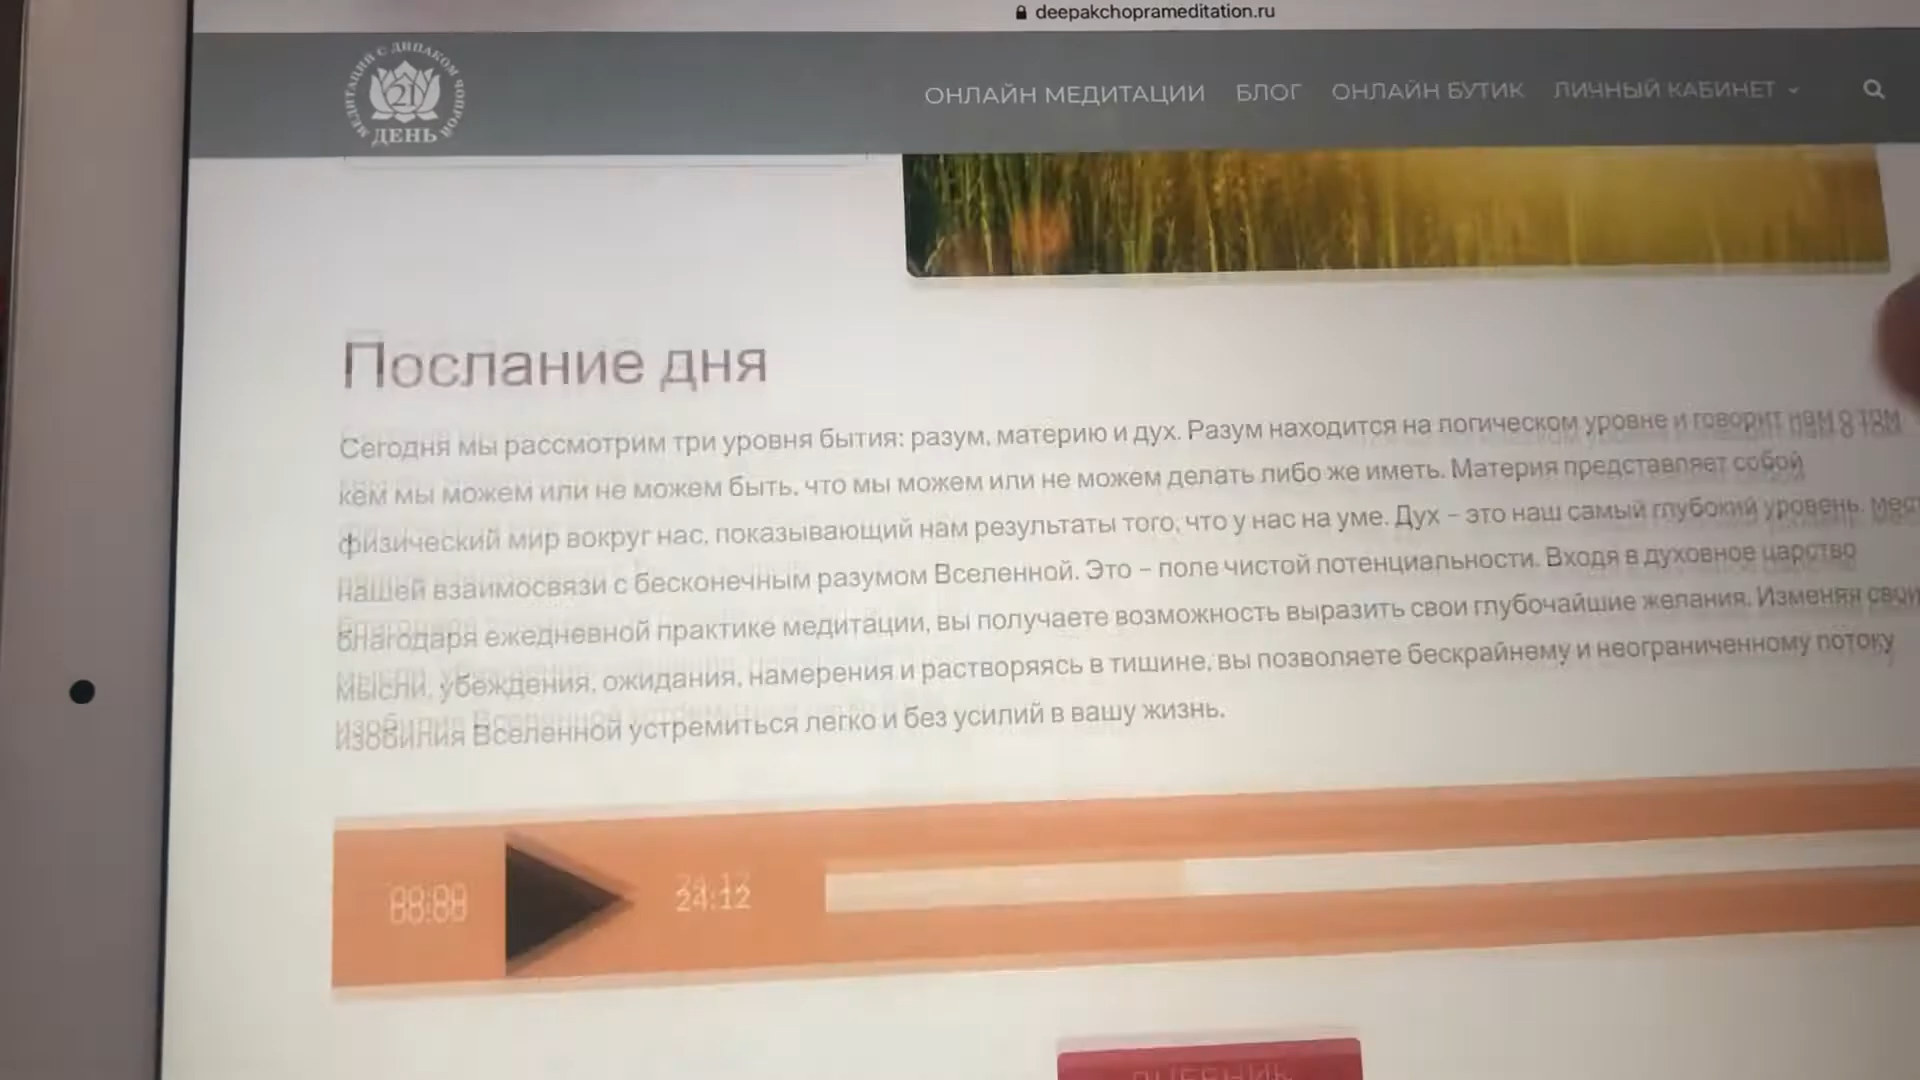 deepakchoprameditation.ru
МЕДИТАЦИЙ С ДИПАКОМ ЧОПРОЙ
21
ДЕНЬ
ОНЛАЙН МЕДИТАЦИИ БЛОГ ОНЛАЙН БУТИК ЛИЧНЫЙ КАБИНЕТ
Послание дня
Сегодня мы рассмотрим три уровня бытия: разум, материю и дух. Разум находится на логическом уровне и говорит нам о том
кем мы можем или не можем быть, что мы можем или не можем делать либо же иметь. Материя представляет собой
физический мир вокруг нас, показывающий нам результаты того, что у нас на уме. Дух – это наш самый глубокий уровень,
нашей взаимосвязи с бесконечным разумом Вселенной. Это – поле чистой потенциальности. Входя в духовное царство
благодаря ежедневной практике медитации, вы получаете возможность выразить свои глубочайшие желания. Изменяя свои
мысли, убеждения, ожидания, намерения и растворяясь в тишине, вы позволяете бескрайнему и неограниченному потоку
изобилия Вселенной устремиться легко и без усилий в вашу жизнь.
24:12